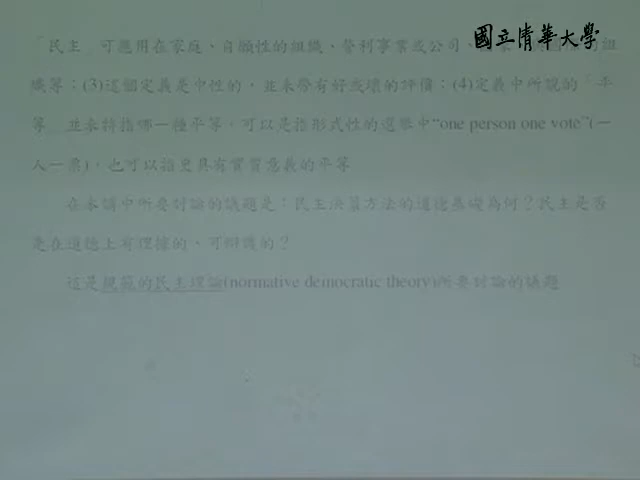 國立清華大學
「民主」可應用在家庭、自願性的組織、營利事業或公司、
織等；(3)這個定義是中性的，並未帶有好或壞的評價；(4)定義中所說的「平
等」並未特指哪一種平等，可以是指形式性的選舉中“one person one vote”(一
人一票)，也可以指更具有實質意義的平等
在本講中所要討論的議題是：民主決策方法的道德基礎為何？民主是否
是在道德上有理據的、可辯護的？
這是規範的民主理論(normative democratic theory)所要討論的議題